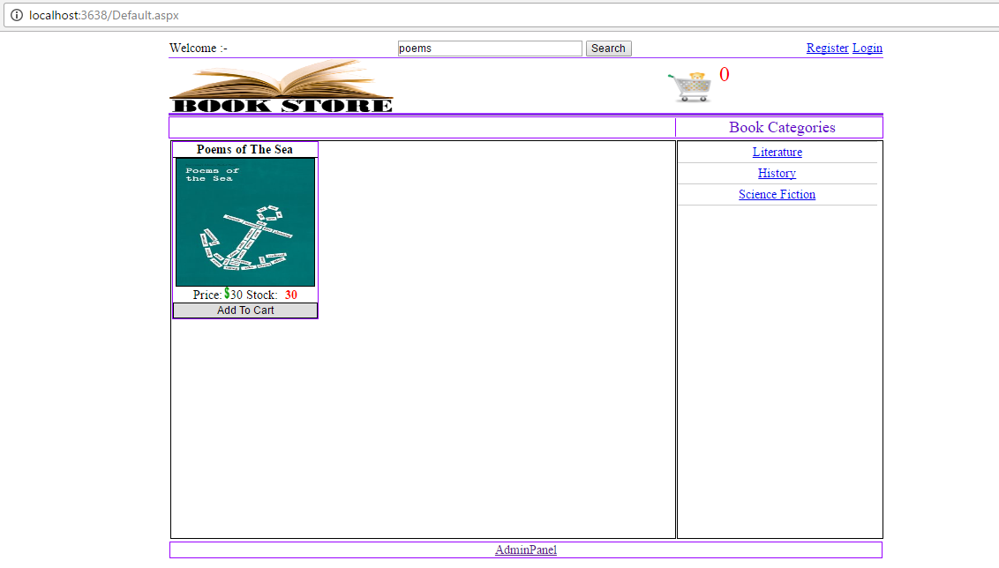 localhost:3638/Default.aspx
Welcome :- poems Search Register Login
BOOK STORE 0
Book Categories
Poems of The Sea
Poems of
the Sea
Price: $30 Stock: 30
Add To Cart
Literature
History
Science Fiction
AdminPanel